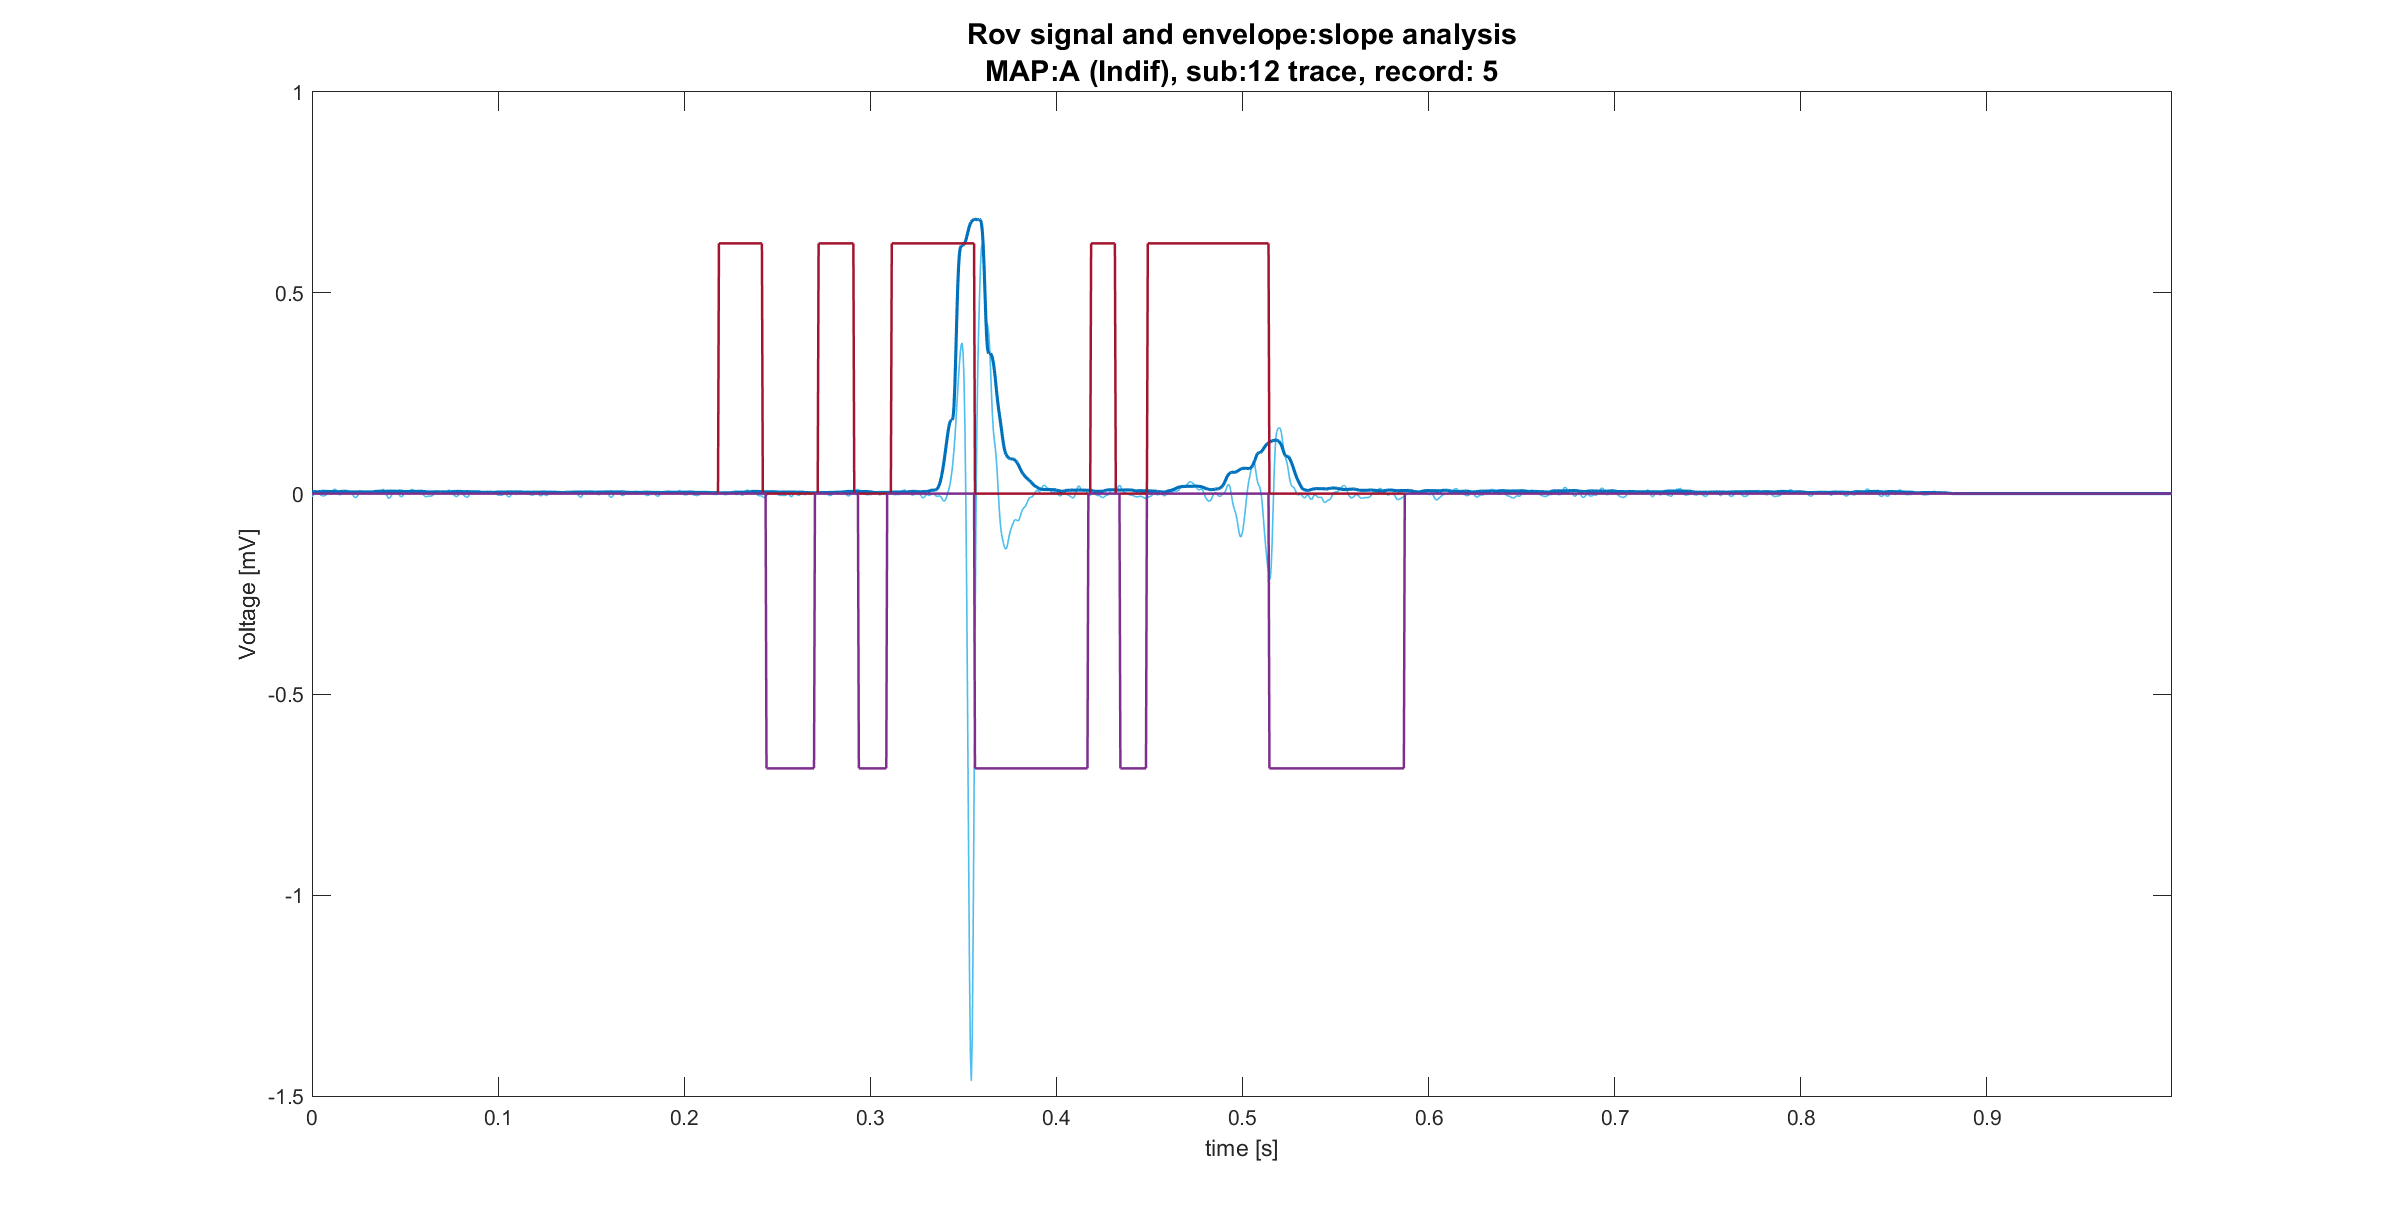 Rov signal and envelope:slope analysis
MAP:A (Indif), sub:12 trace, record: 5
1
0.5
0
-0.5
-1
-1.5
Voltage [mV]
0 0.1 0.2 0.3 0.4 0.5 0.6 0.7 0.8 0.9
time [s]